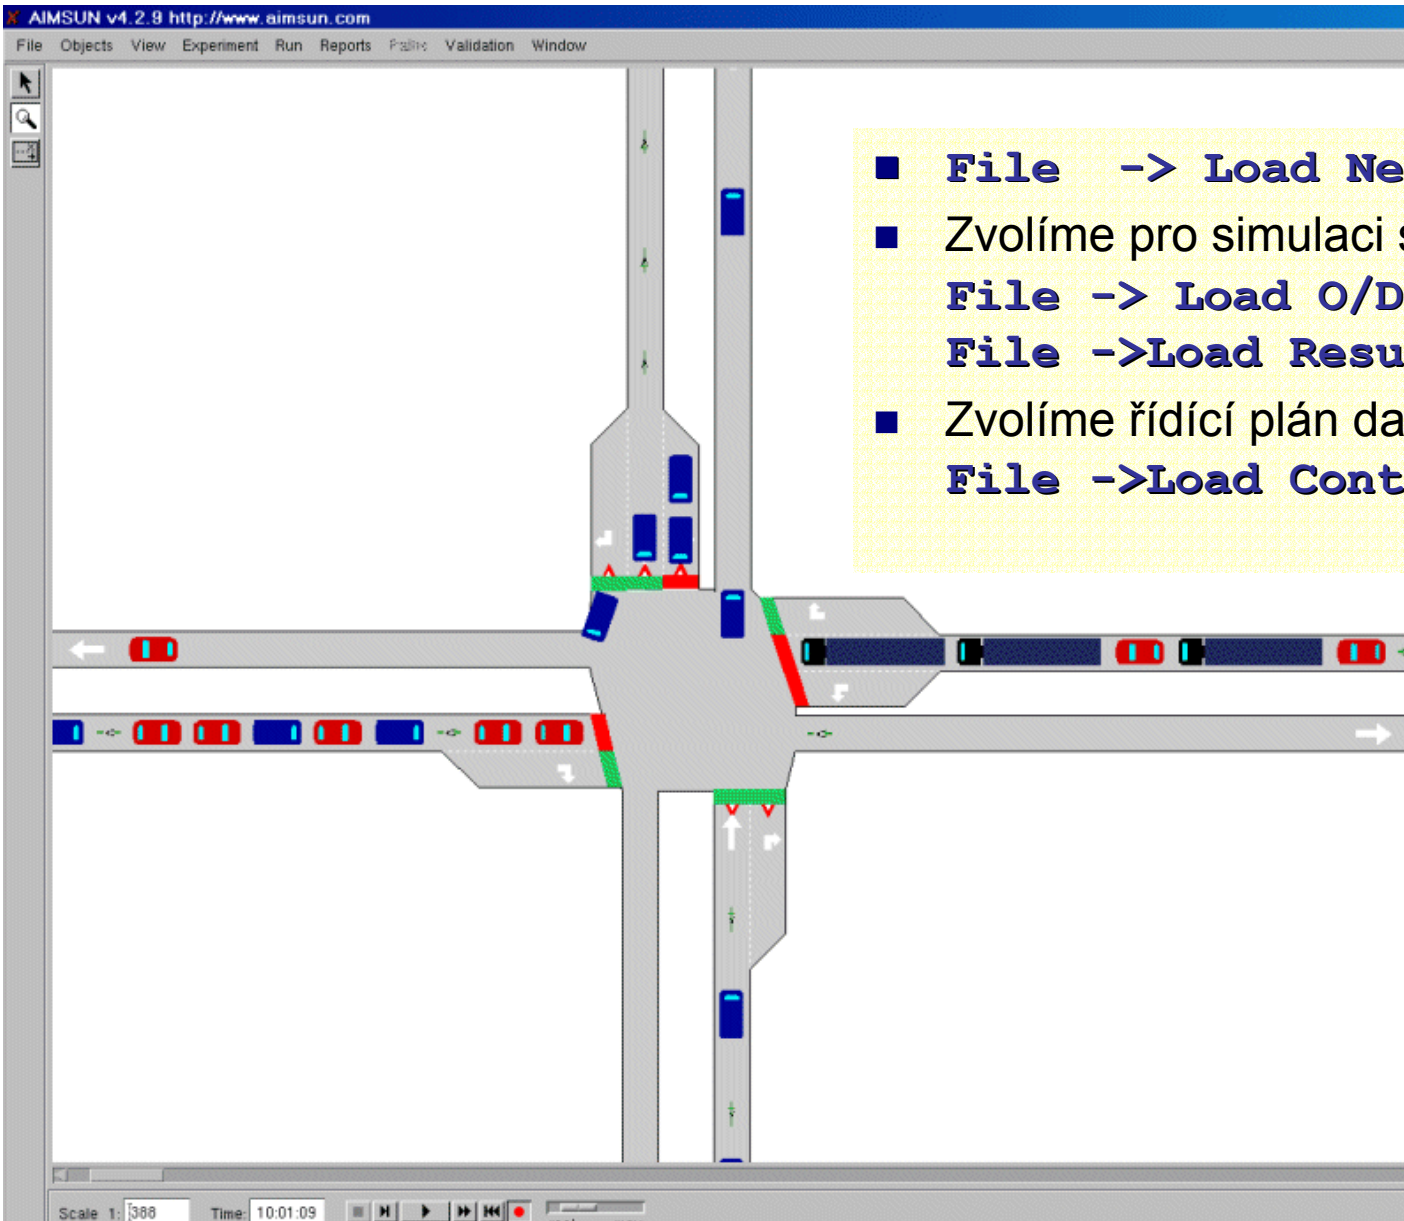 AIMSUN v4.2.9 http://www.aimsun.com
File Objects View Experiment Run Reports Validation Window
File -> Load Ne
Zvolíme pro simulaci s
File -> Load O/D
File ->Load Resu
Zvolíme řídící plán da
File ->Load Cont
Scale 1: 388 Time: 10:01:09